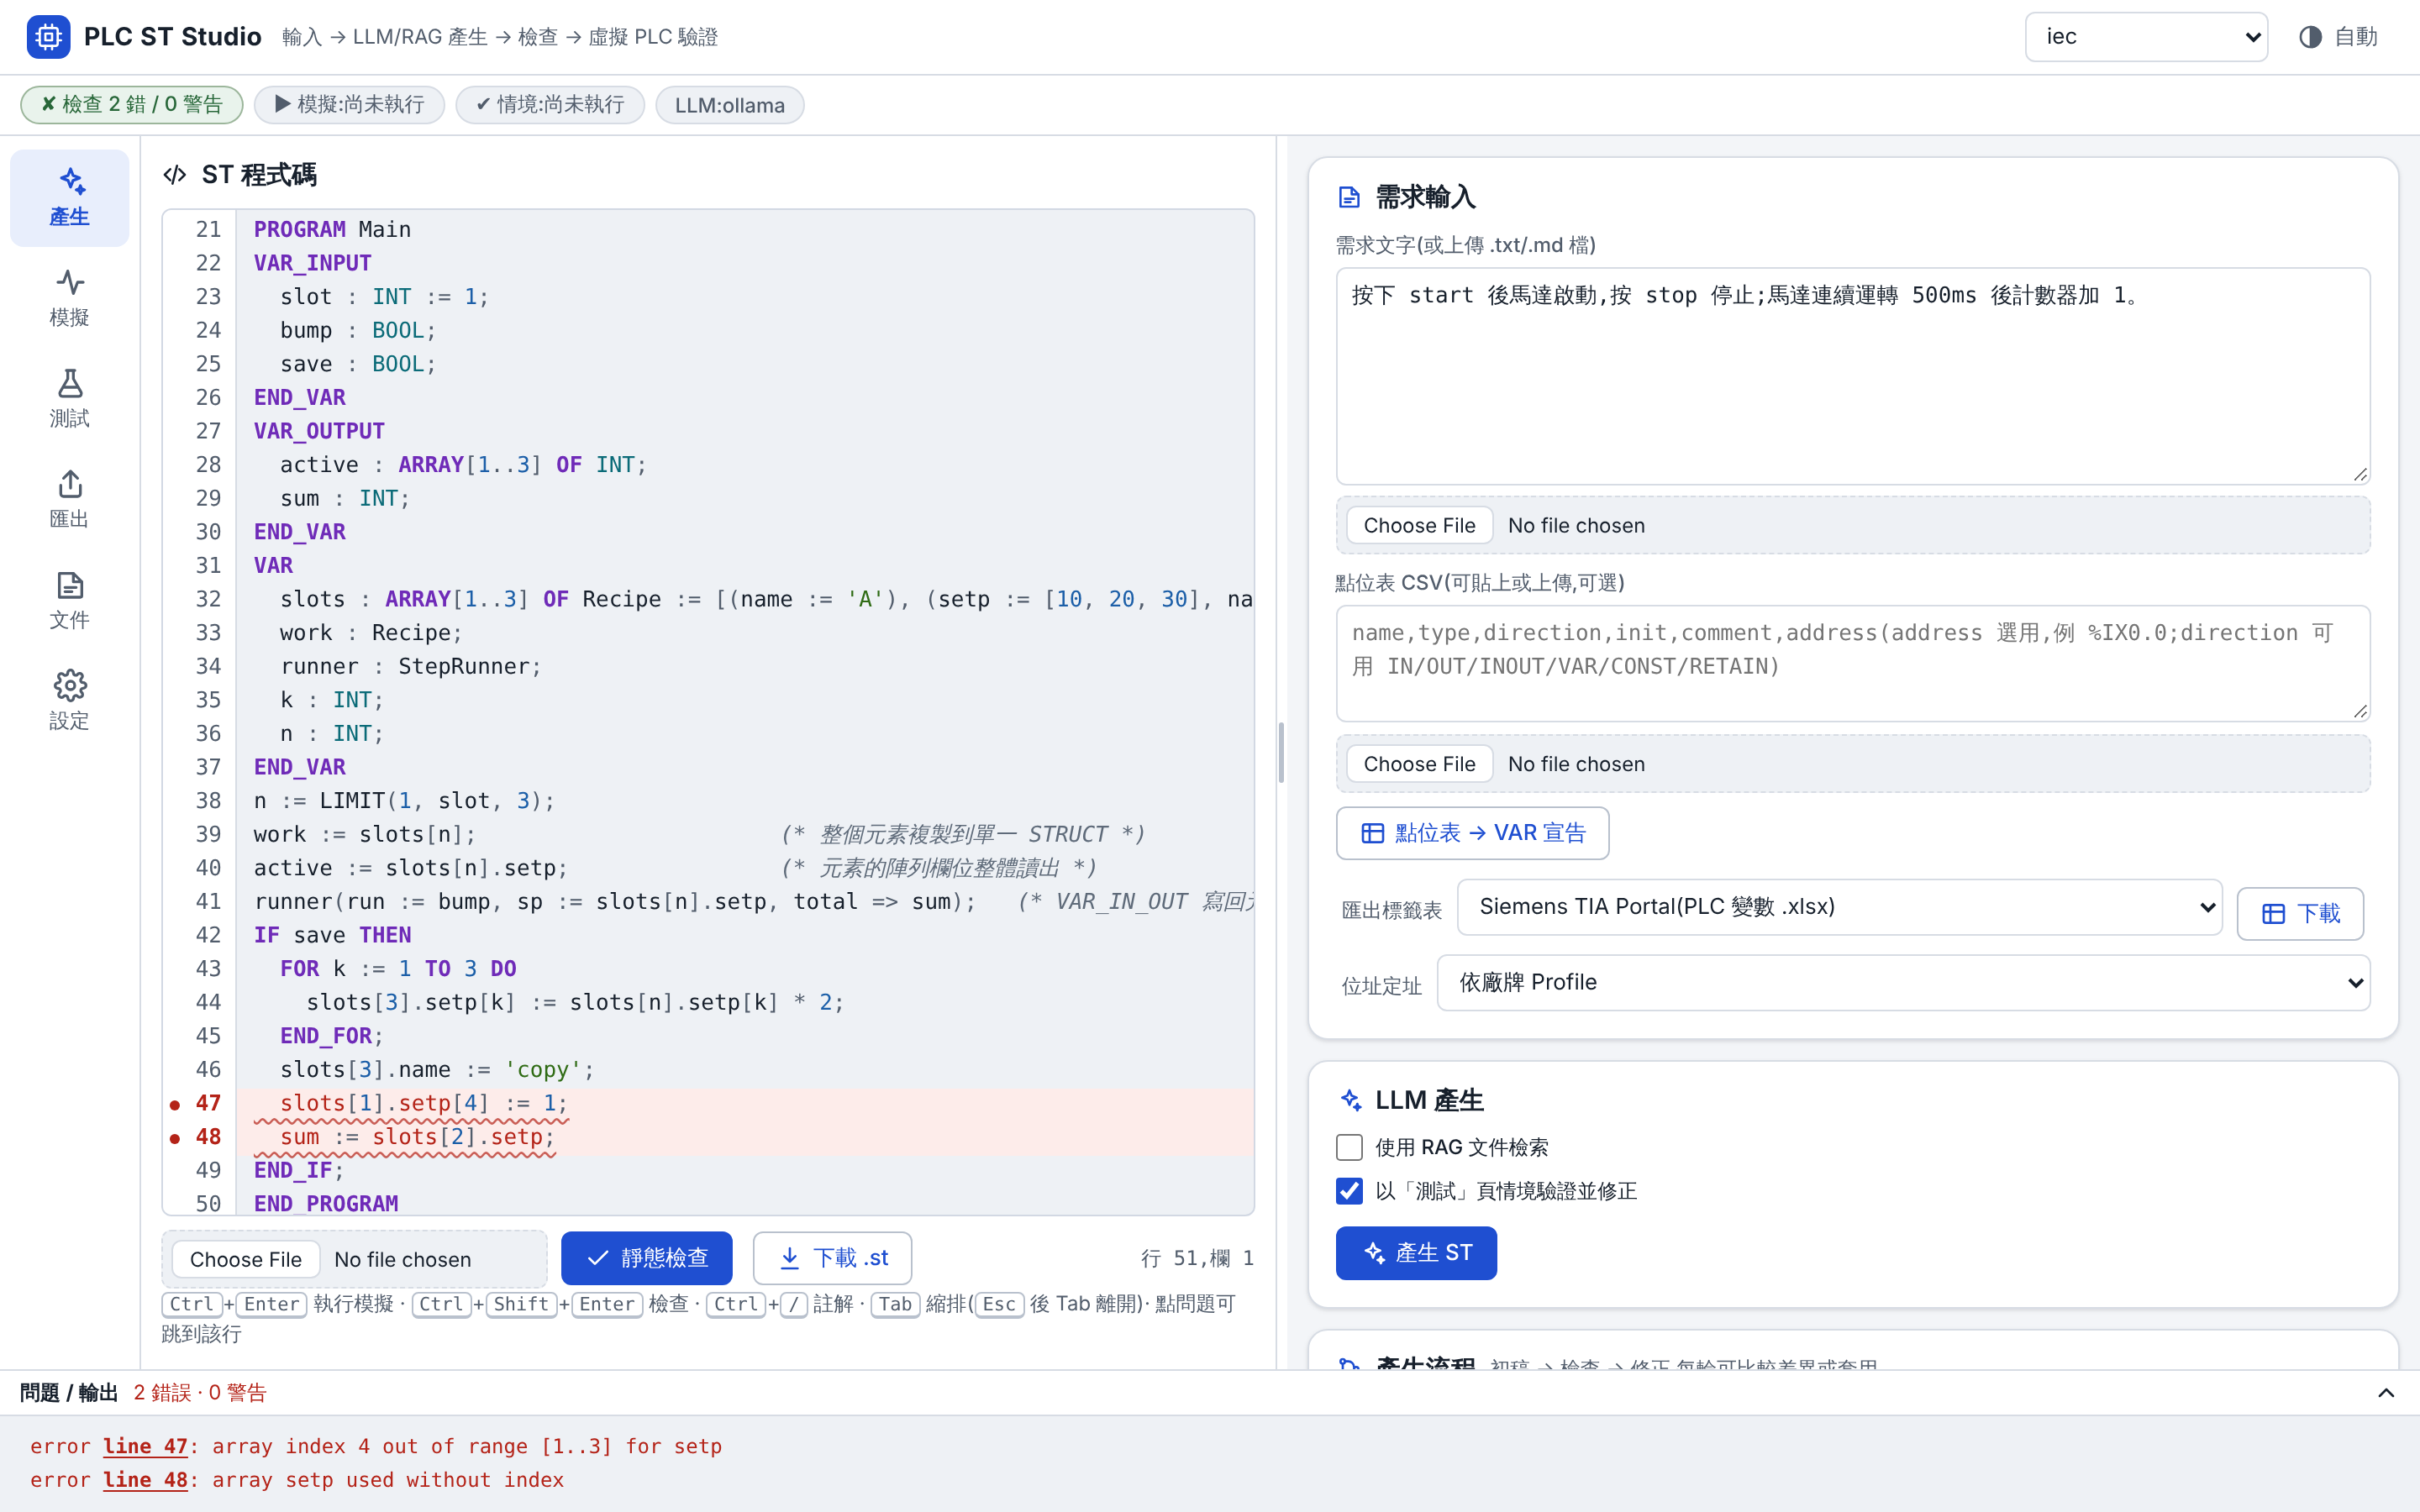 PLC ST Studio 輸入 → LLM/RAG 產生 → 檢查 → 虛擬 PLC 驗證
iec
自動
✘ 檢查 2 錯 / 0 警告
▶ 模擬:尚未執行
✔ 情境:尚未執行
LLM:ollama
產生
模擬
測試
匯出
文件
設定
ST 程式碼
21 PROGRAM Main
22 VAR_INPUT
23 slot : INT := 1;
24 bump : BOOL;
25 save : BOOL;
26 END_VAR
27 VAR_OUTPUT
28 active : ARRAY[1..3] OF INT;
29 sum : INT;
30 END_VAR
31 VAR
32 slots : ARRAY[1..3] OF Recipe := [(name := 'A'), (setp := [10, 20, 30], na
33 work : Recipe;
34 runner : StepRunner;
35 k : INT;
36 n : INT;
37 END_VAR
38 n := LIMIT(1, slot, 3);
39 work := slots[n]; (* 整個元素複製到單一 STRUCT *)
40 active := slots[n].setp; (* 元素的陣列欄位整體讀出 *)
41 runner(run := bump, sp := slots[n].setp, total => sum); (* VAR_IN_OUT 寫回
42 IF save THEN
43 FOR k := 1 TO 3 DO
44 slots[3].setp[k] := slots[n].setp[k] * 2;
45 END_FOR;
46 slots[3].name := 'copy';
47 slots[1].setp[4] := 1;
48 sum := slots[2].setp;
49 END_IF;
50 END_PROGRAM
Choose File No file chosen
靜態檢查
下載 .st
行 51,欄 1
Ctrl+Enter 執行模擬 · Ctrl+Shift+Enter 檢查 · Ctrl+/ 註解 · Tab 縮排(Esc 後 Tab 離開)· 點問題可
跳到該行
需求輸入
需求文字(或上傳 .txt/.md 檔)
按下 start 後馬達啟動,按 stop 停止;馬達連續運轉 500ms 後計數器加 1。
Choose File No file chosen
點位表 CSV(可貼上或上傳,可選)
name,type,direction,init,comment,address(address 選用,例 %IX0.0;direction 可
用 IN/OUT/INOUT/VAR/CONST/RETAIN)
Choose File No file chosen
點位表 → VAR 宣告
匯出標籤表 Siemens TIA Portal(PLC 變數 .xlsx) 下載
位址定址 依廠牌 Profile
LLM 產生
使用 RAG 文件檢索
以「測試」頁情境驗證並修正
產生 ST
產生流程 初稿 → 檢查 → 修正,每輪可比較差異或套用
問題 / 輸出 2 錯誤 · 0 警告
error line 47: array index 4 out of range [1..3] for setp
error line 48: array setp used without index